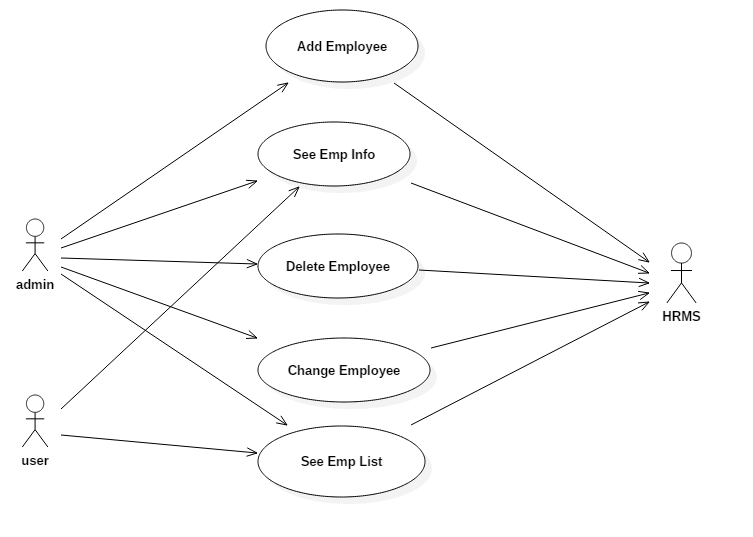 Add Employee
See Emp Info
Delete Employee
admin
HRMS
Change Employee
user
See Emp List